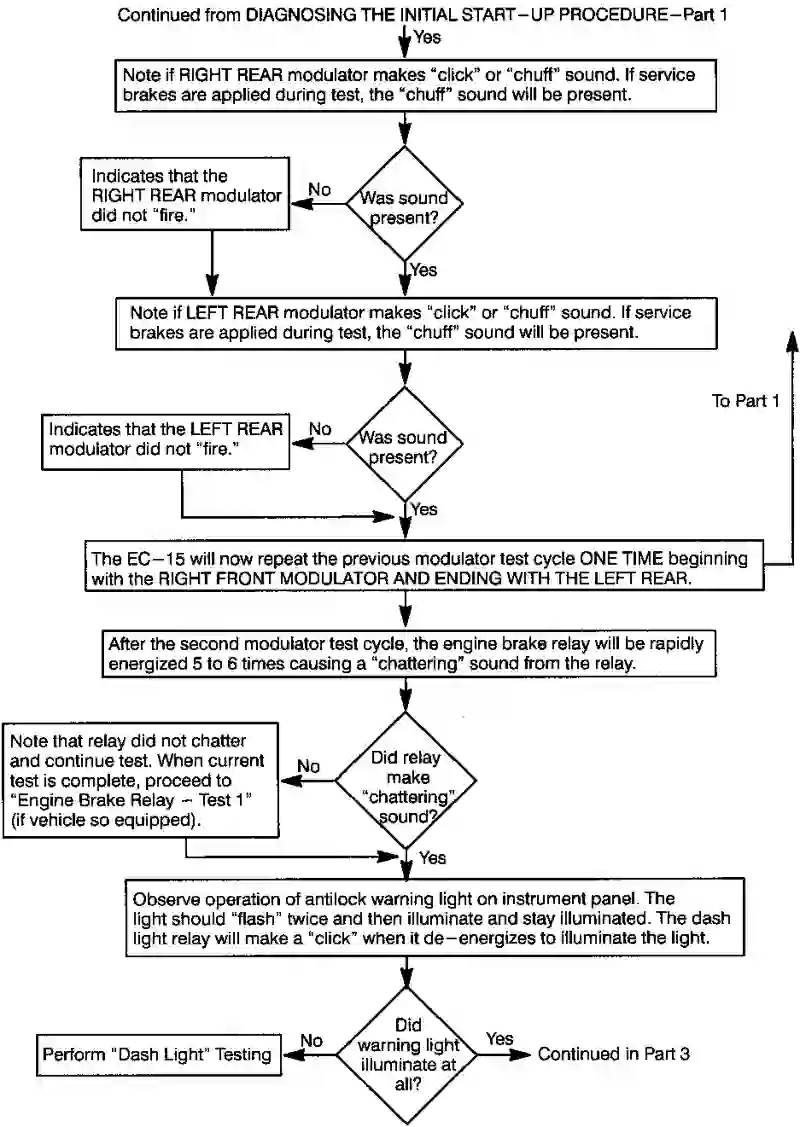 Continued from DIAGNOSING THE INITIAL START-UP PROCEDURE-Part 1
Yes
Note if RIGHT REAR modulator makes "click" or "chuff" sound. If service
brakes are applied during test, the "chuff" sound will be present.
Indicates that the
RIGHT REAR modulator
did not "fire."
No
Was sound
present?
Yes
Note if LEFT REAR modulator makes "click" or "chuff" sound. If service
brakes are applied during test, the "chuff" sound will be present.
To Part 1
Indicates that the LEFT REAR
modulator did not "fire."
No
Was sound
present?
Yes
The EC-15 will now repeat the previous modulator test cycle ONE TIME beginning
with the RIGHT FRONT MODULATOR AND ENDING WITH THE LEFT REAR.
After the second modulator test cycle, the engine brake relay will be rapidly
energized 5 to 6 times causing a "chattering" sound from the relay.
Note that relay did not chatter
and continue test. When current
test is complete, proceed to
"Engine Brake Relay - Test 1"
(if vehicle so equipped).
No
Did relay
make
"chattering"
sound?
Yes
Observe operation of antilock warning light on instrument panel. The
light should "flash" twice and then illuminate and stay illuminated. The dash
light relay will make a "click" when it de-energizes to illuminate the light.
Perform "Dash Light" Testing
No
Did
warning light
illuminate at
all?
Yes
Continued in Part 3